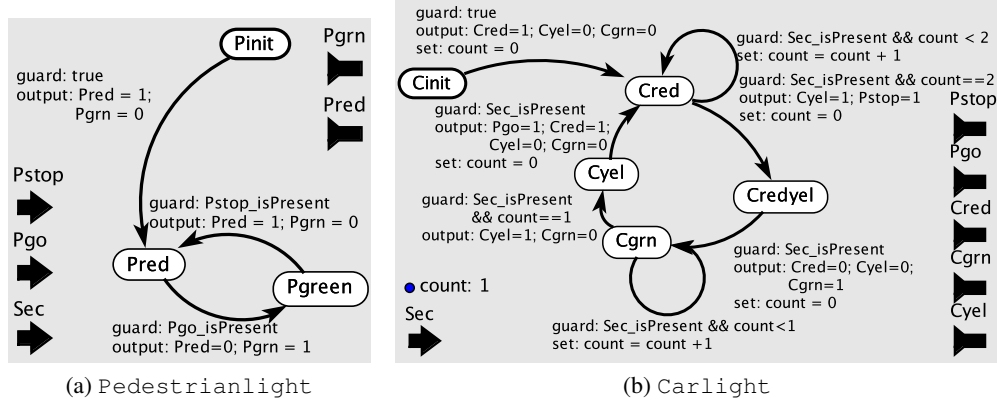 Pinit
Pgrn
guard: true
output: Pred = 1;
Pgrn = 0
Pred
Pstop
guard: Pstop_isPresent
output: Pred = 1; Pgrn = 0
Pgo
Pred
Pgreen
Sec
guard: Pgo_isPresent
output: Pred=0; Pgrn = 1
(a) Pedestrianlight
guard: true
output: Cred=1; Cyel=0; Cgrn=0
set: count = 0
guard: Sec_isPresent && count < 2
set: count = count + 1
Cinit
Cred
guard: Sec_isPresent && count==2
output: Cyel=1; Pstop=1
set: count = 0
guard: Sec_isPresent
output: Pgo=1; Cred=1;
Cyel=0; Cgrn=0
set: count = 0
Pstop
Pgo
Cyel
Credyel
guard: Sec_isPresent
&& count==1
output: Cyel=1; Cgrn=0
Cred
Cgrn
guard: Sec_isPresent
output: Cred=0; Cyel=0;
Cgrn=1
set: count = 0
Cgrn
count: 1
Sec
Cyel
guard: Sec_isPresent && count<1
set: count = count +1
(b) Carlight